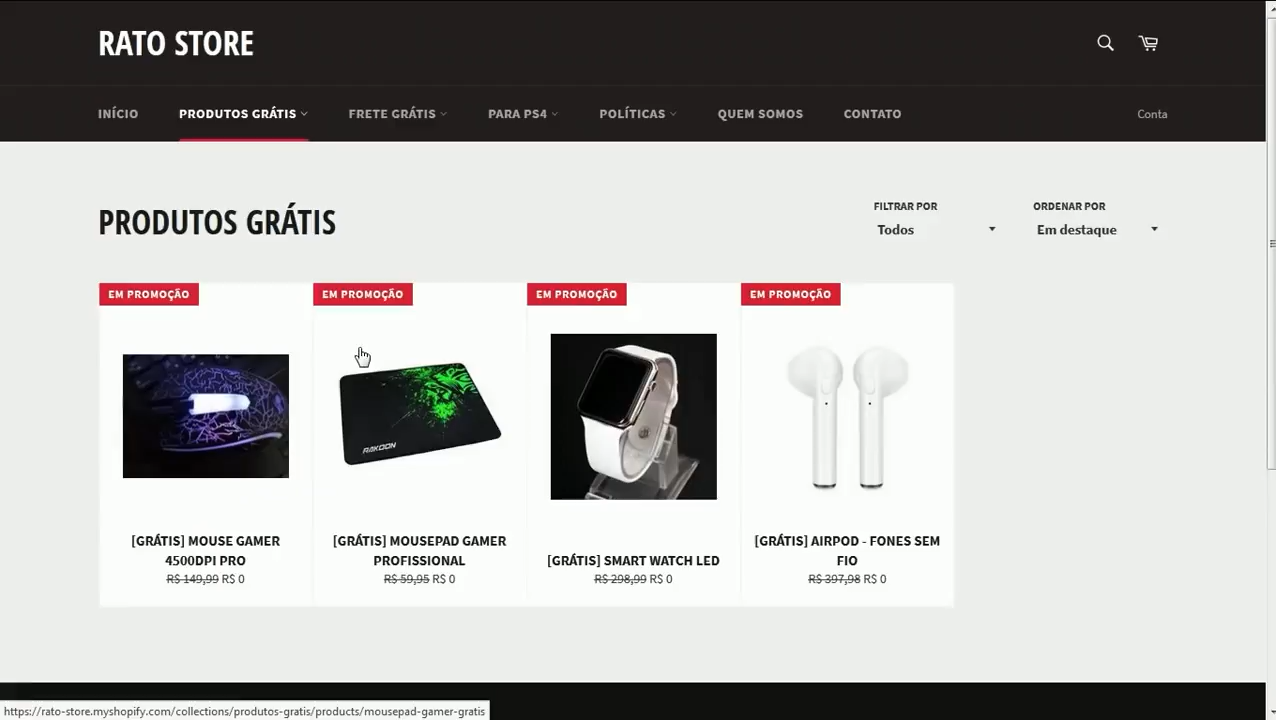 RATO STORE
INÍCIO PRODUTOS GRÁTIS FRETE GRÁTIS PARA PS4 POLÍTICAS QUEM SOMOS CONTATO Conta
PRODUTOS GRÁTIS
FILTRAR POR
Todos
ORDENAR POR
Em destaque
EM PROMOÇÃO
RAKOON
[GRÁTIS] MOUSE GAMER
4500DPI PRO
R$ 149,99 R$ 0
EM PROMOÇÃO
[GRÁTIS] MOUSEPAD GAMER
PROFISSIONAL
R$ 59,95 R$ 0
EM PROMOÇÃO
[GRÁTIS] SMART WATCH LED
R$ 298,99 R$ 0
EM PROMOÇÃO
[GRÁTIS] AIRPOD - FONES SEM
FIO
R$ 397,98 R$ 0
https://rato-store.myshopify.com/collections/produtos-gratis/products/mousepad-gamer-gratis